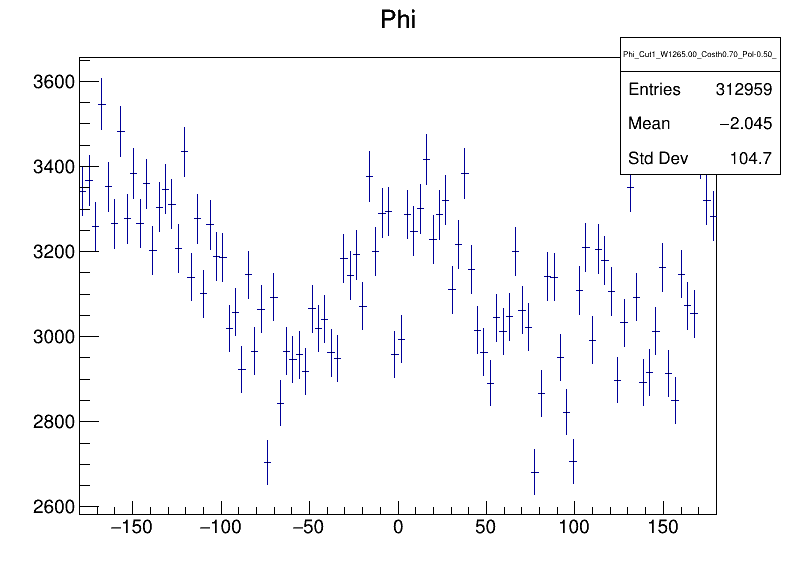 Phi
Phi_Cut1_W1265.00_Costh0.70_Pol-0.50_
Entries 312959
Mean −2.045
Std Dev 104.7
3600
3400
3200
3000
2800
2600
−150 −100 −50 0 50 100 150